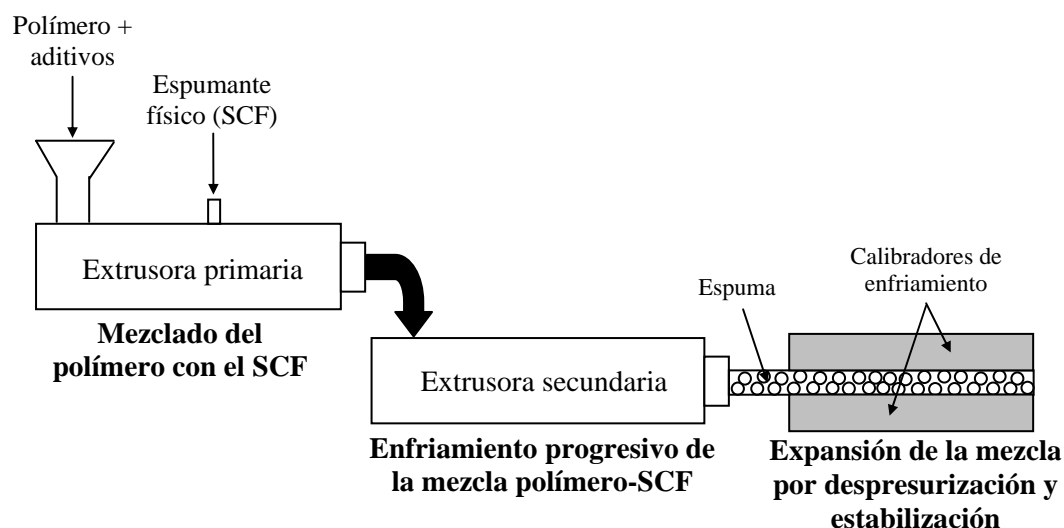 Polímero +
aditivos
Espumante
físico (SCF)
Extrusora primaria
Mezclado del
polímero con el SCF
Extrusora secundaria
Enfriamiento progresivo de
la mezcla polímero-SCF
Espuma
Calibradores de
enfriamiento
Expansión de la mezcla
por despresurización y
estabilización